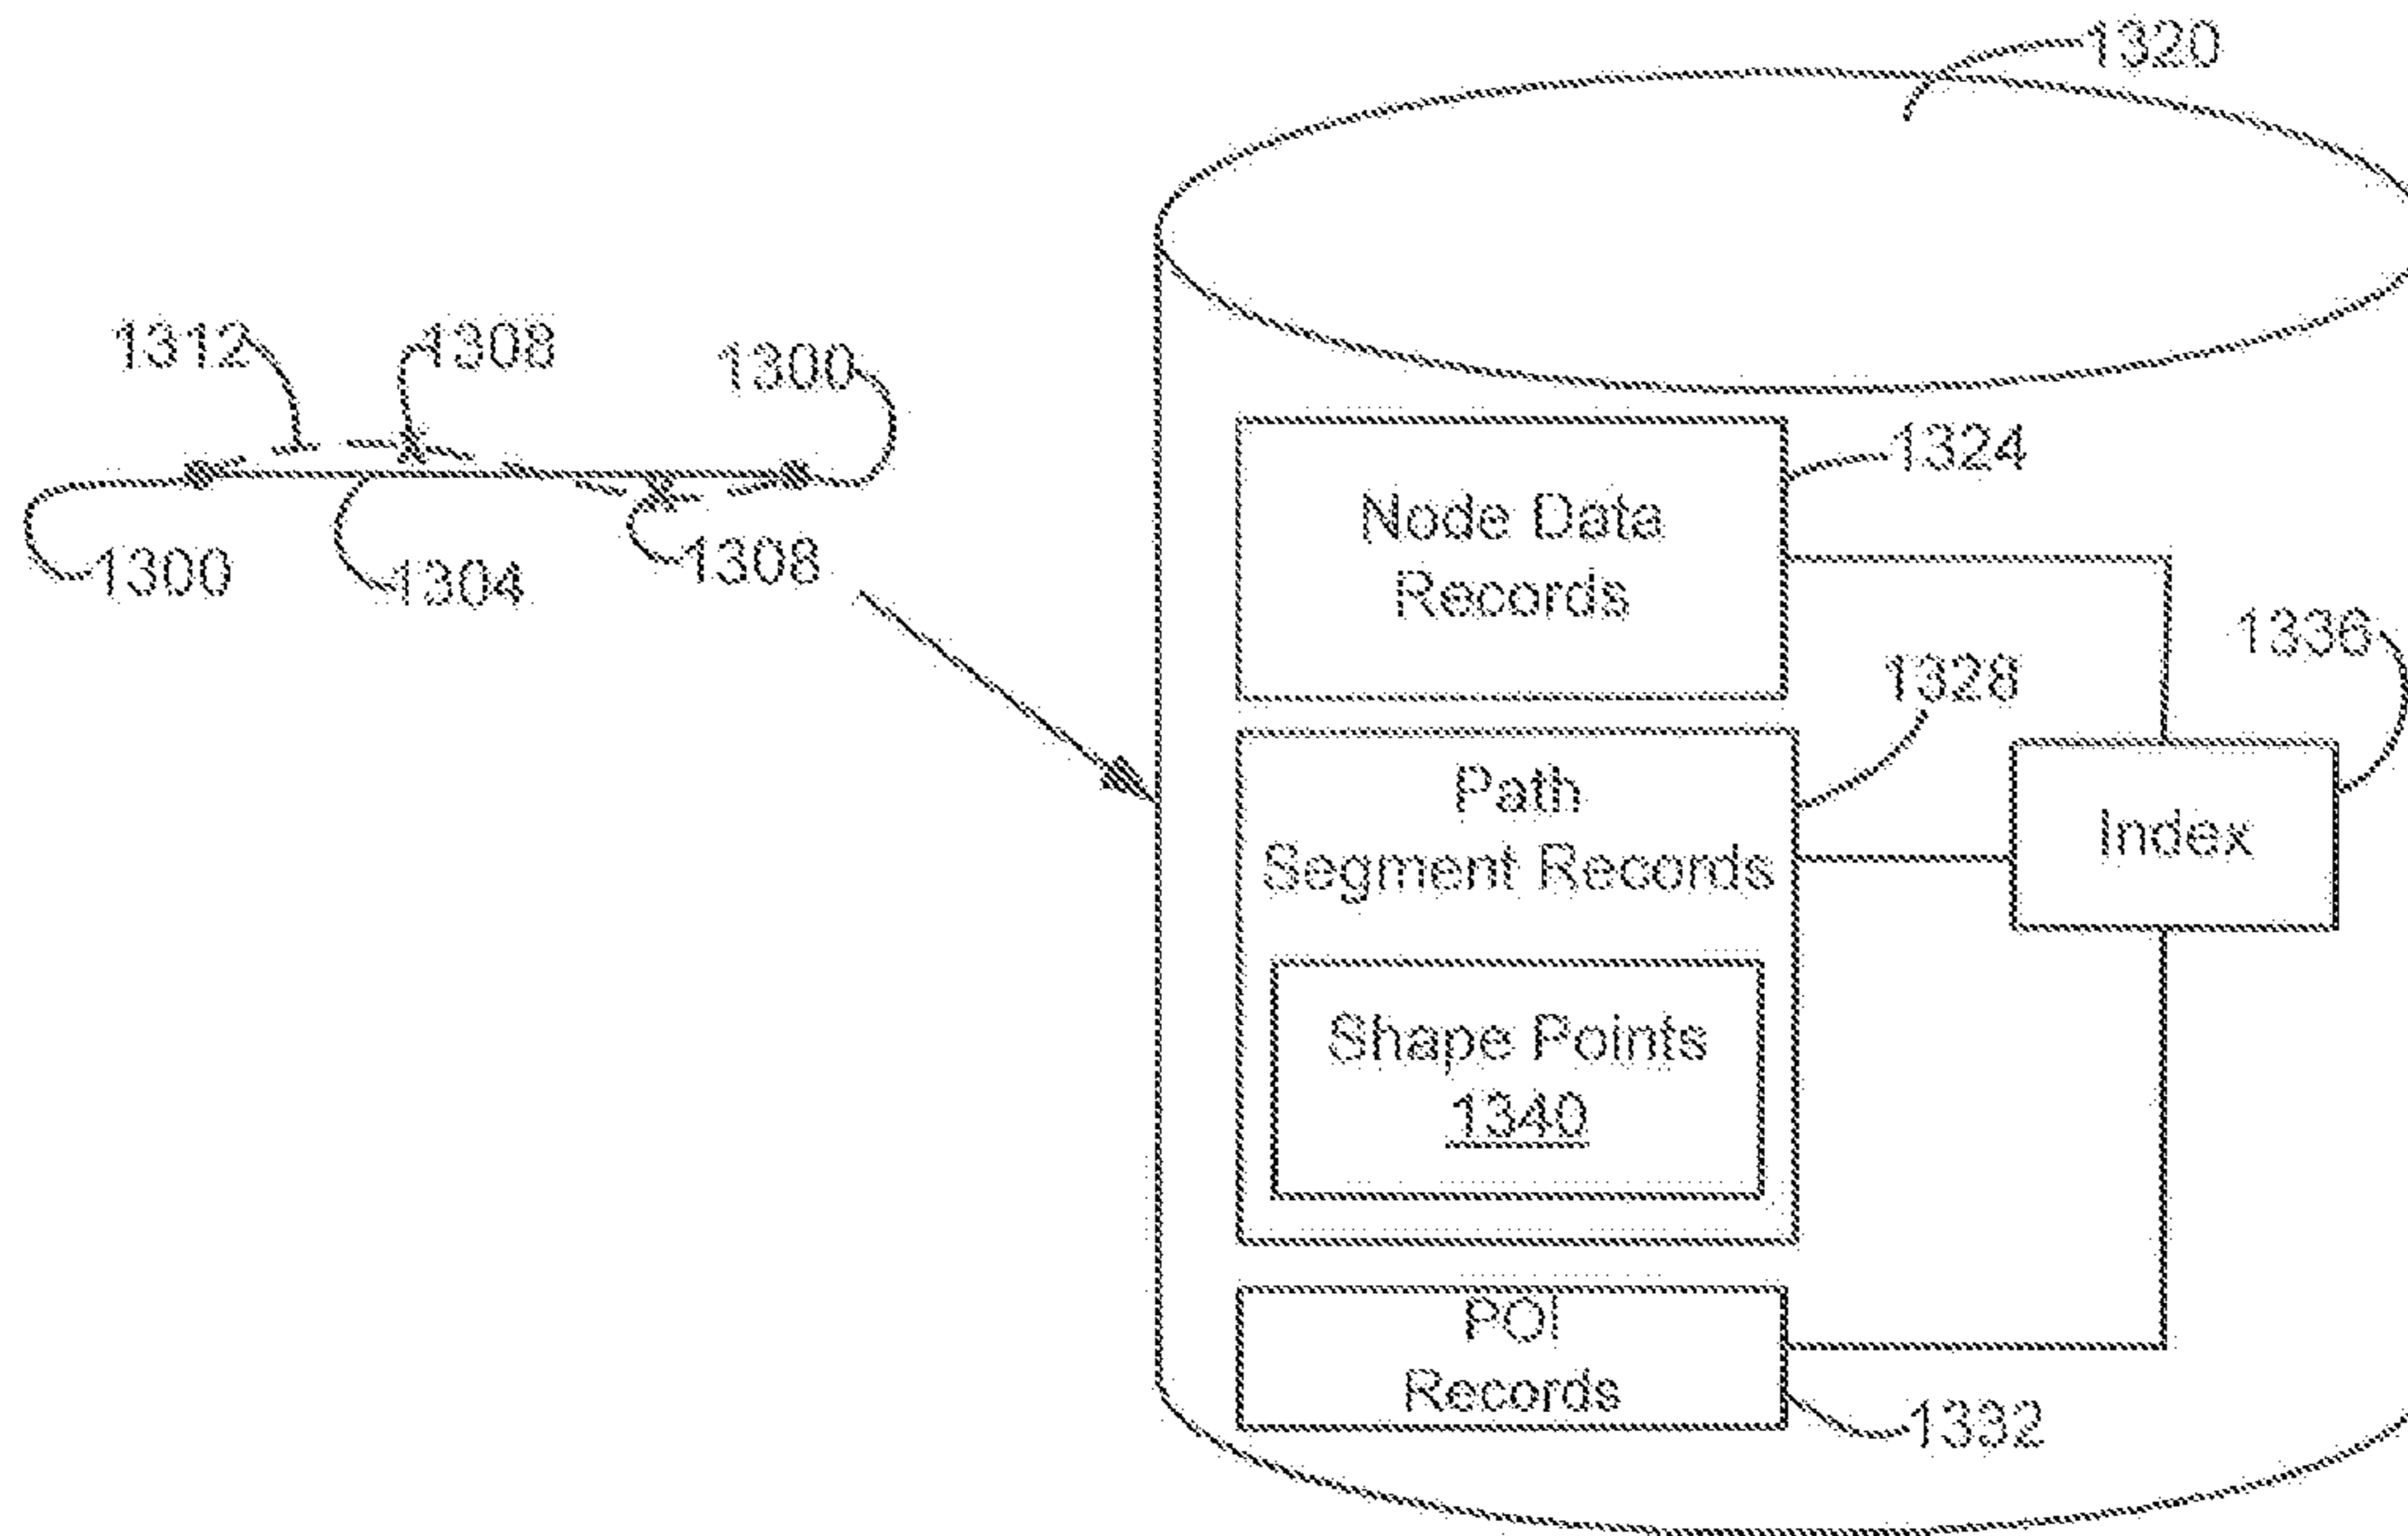 1320
1312
1308
1300
1324
Node Data
Records
1300
1304
1308
1336
1328
Path
Segment Records
Index
Shape Points
1340
POI
Records
1332